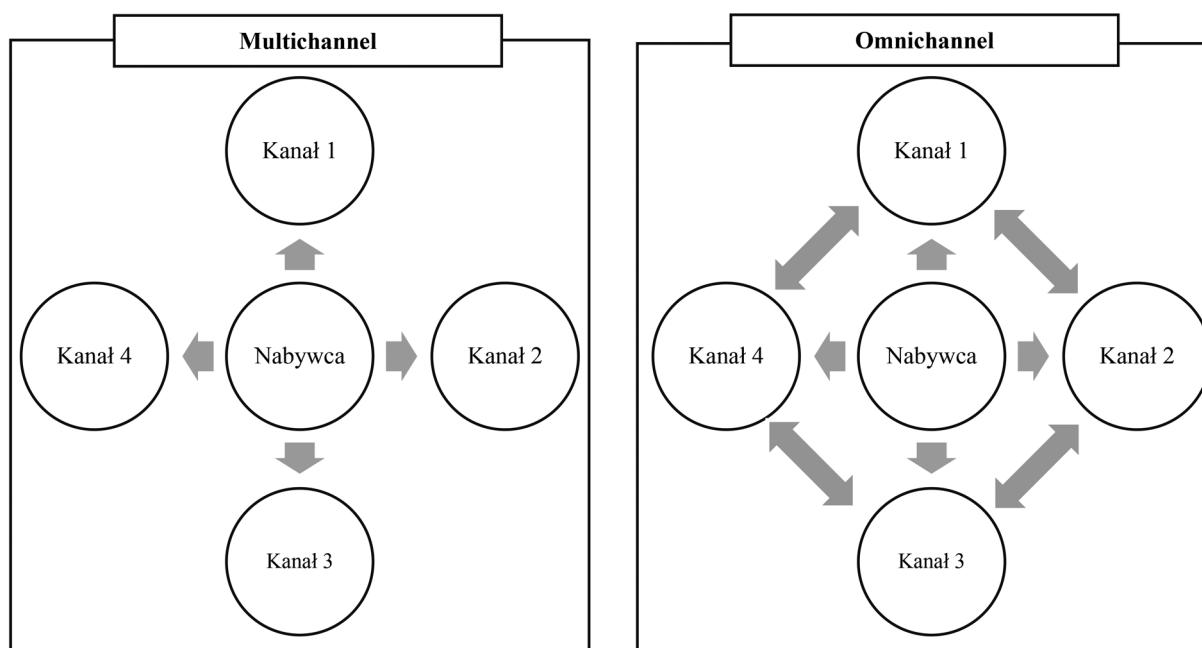 Multichannel
Kanał 1
Kanał 4
Nabywca
Kanał 2
Kanał 3
Omnichannel
Kanał 1
Kanał 4
Nabywca
Kanał 2
Kanał 3